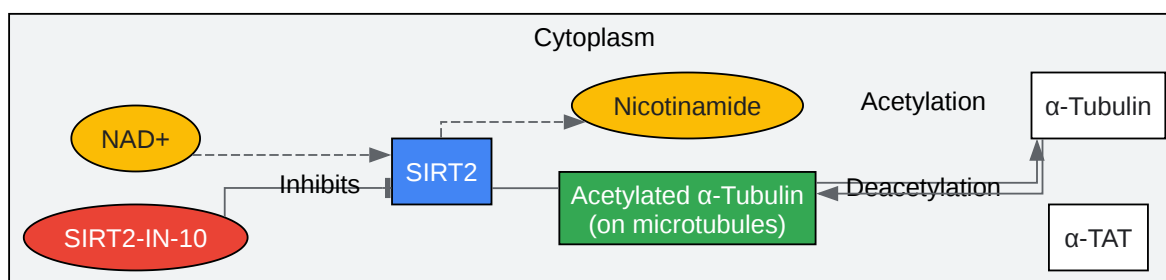 Cytoplasm
Nicotinamide
Acetylation
α-Tubulin
NAD+
SIRT2
Inhibits
Acetylated α-Tubulin
(on microtubules)
Deacetylation
SIRT2-IN-10
α-TAT